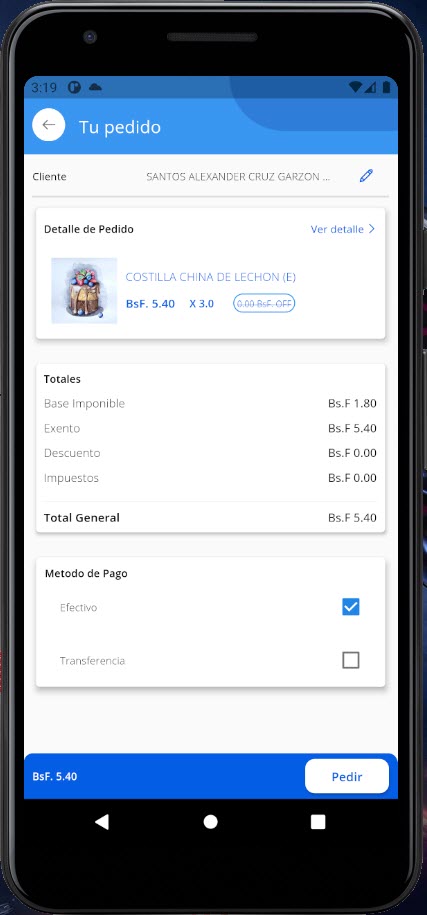 3:19
Tu pedido
Cliente SANTOS ALEXANDER CRUZ GARZON ...
Detalle de Pedido Ver detalle
COSTILLA CHINA DE LECHON (E)
BsF. 5.40 X 3.0 0.00 BsF. OFF
Totales
Base Imponible Bs.F 1.80
Exento Bs.F 5.40
Descuento Bs.F 0.00
Impuestos Bs.F 0.00
Total General Bs.F 5.40
Metodo de Pago
Efectivo
Transferencia
BsF. 5.40 Pedir